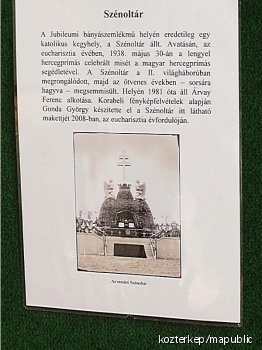 Szénoltár
A Jubileumi bányászemlékmű helyén eredetileg egy
katolikus kegyhely, a Szénoltár állt. Avatásán, az
eucharisztia évében, 1938. május 30-án a lengyel
hercegprímás celebrált misét a magyar hercegprímás
segédletével. A Szénoltár a II. világháborúban
megrongálódott, majd az ötvenes években – sorsára
hagyva – megsemmisült. Helyén 1981 óta áll Árvay
Ferenc alkotása. Korabeli fényképfelvételek alapján
Gonda György készítette el a Szénoltár itt látható
makettjét 2008-ban, az eucharisztia évfordulóján.
Az eredeti Szénoltár
kozterkep/mapublic